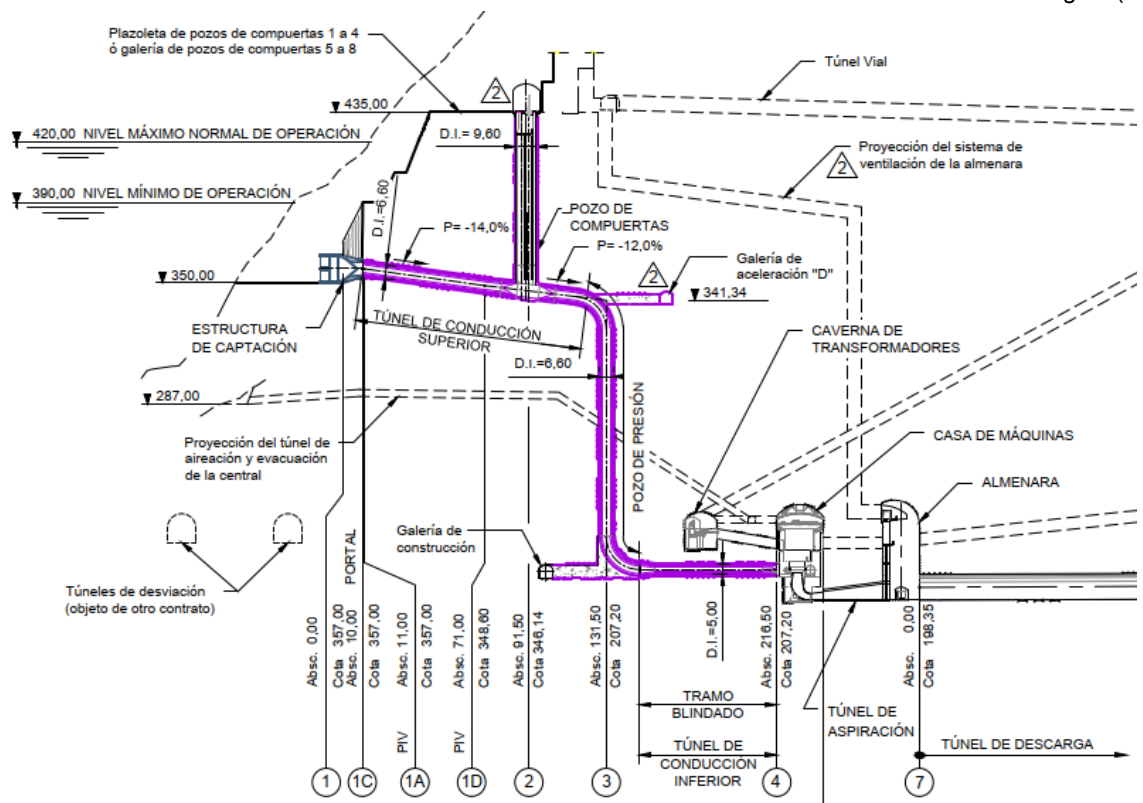 Plazoleta de pozos de compuertas 1 a 4
ó galería de pozos de compuertas 5 a 8
2
Túnel Vial
435,00
420,00 NIVEL MÁXIMO NORMAL DE OPERACIÓN
D.I.= 9,60
Proyección del sistema de
ventilación de la almenara
2
390,00 NIVEL MÍNIMO DE OPERACIÓN
D.I.=6,60
POZO DE
COMPUERTAS
P= -14,0%
P= -12,0%
2
Galería de
aceleración "D"
350,00
341,34
ESTRUCTURA
DE CAPTACIÓN
TÚNEL DE CONDUCCIÓN
SUPERIOR
CAVERNA DE
TRANSFORMADORES
D.I.=6,60
287,00
POZO DE PRESIÓN
Proyección del túnel de
aireación y evacuación
de la central
CASA DE MÁQUINAS
ALMENARA
Galería de
construcción
Túneles de desviación
(objeto de otro contrato)
PORTAL
Absc. 0,00
Cota 357,00
Absc. 10,00
Cota 357,00
PIV
Absc. 11,00
Cota 357,00
PIV
Absc. 71,00
Cota 348,60
Absc. 91,50
Cota 346,14
Absc. 131,50
Cota 207,20
D.I.=5,00
Absc. 216,50
Cota 207,20
Absc. 0,00
Cota 198,35
TRAMO
BLINDADO
TÚNEL DE
ASPIRACIÓN
TÚNEL DE
CONDUCCIÓN
INFERIOR
TÚNEL DE DESCARGA
1
1C
1A
1D
2
3
4
7